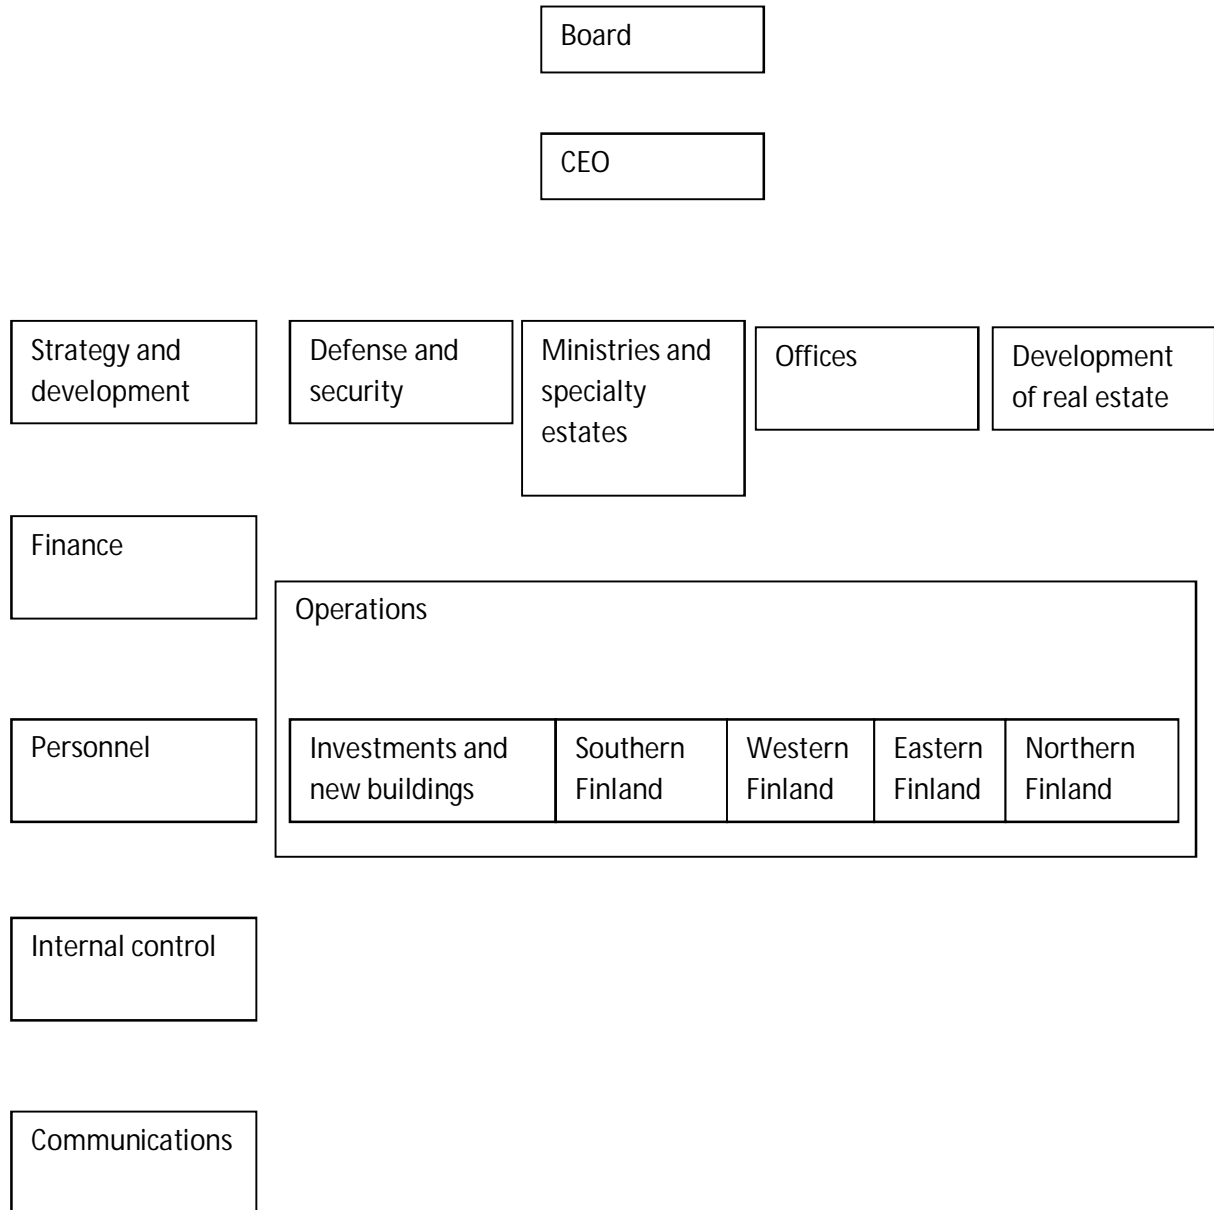 Board
CEO
Strategy and
development
Defense and
security
Ministries and
specialty
estates
Offices
Development
of real estate
Finance
Operations
Personnel
Investments and
new buildings
Southern
Finland
Western
Finland
Eastern
Finland
Northern
Finland
Internal control
Communications